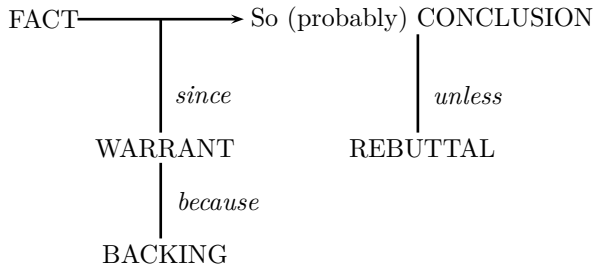 FACT So (probably) CONCLUSION
since unless
WARRANT REBUTTAL
because
BACKING